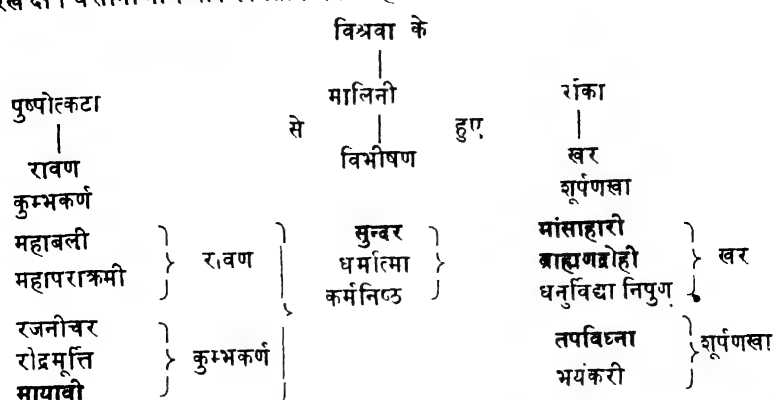 विश्रवा के
पुष्पोत्कटा मालिनी रांका
से हुए
रावण विभीषण खर
कुम्भकर्ण शूर्पणखा
महाबली } रावण सुन्दर मांसाहारी
महापराक्रमी धर्मात्मा ब्राह्मणद्रोही } खर
कर्मनिष्ठ धनुर्विद्या निपुण
रजनीचर तपविघ्ना
रोद्रमूर्त्ति } कुम्भकर्ण भयंकरी } शूर्पणखा
मायावी